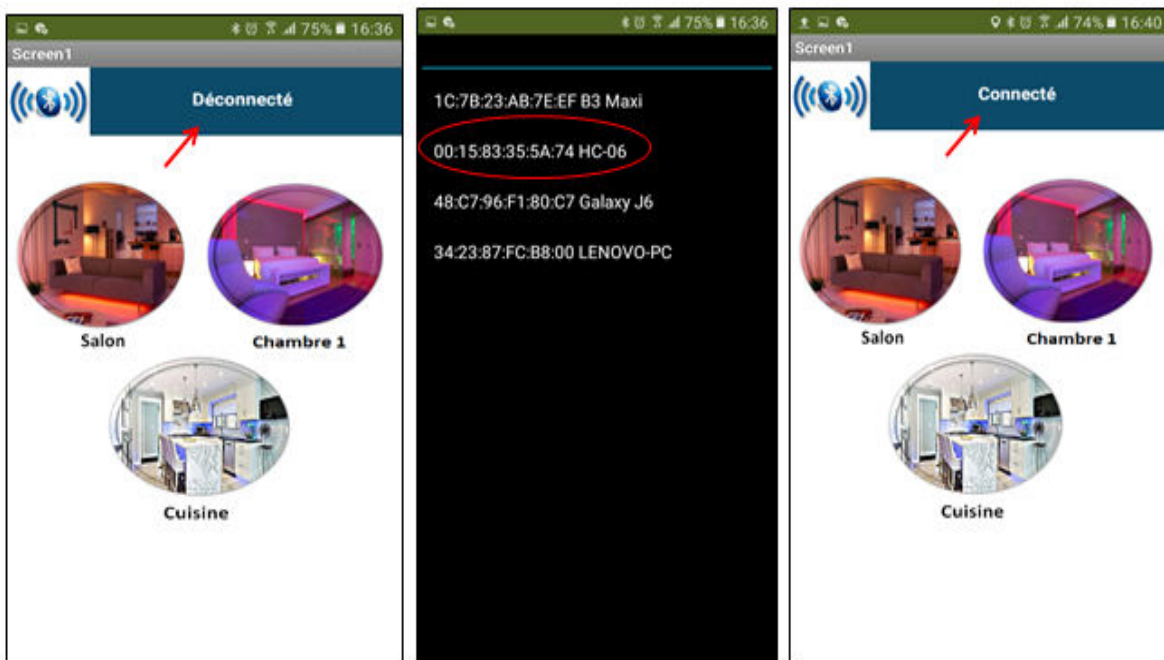 75% 16:36
Screen1
Déconnecté
Salon
Chambre 1
Cuisine
75% 16:36
1C:7B:23:AB:7E:EF B3 Maxi
00:15:83:35:5A:74 HC-06
48:C7:96:F1:80:C7 Galaxy J6
34:23:87:FC:B8:00 LENOVO-PC
74% 16:40
Screen1
Connecté
Salon
Chambre 1
Cuisine